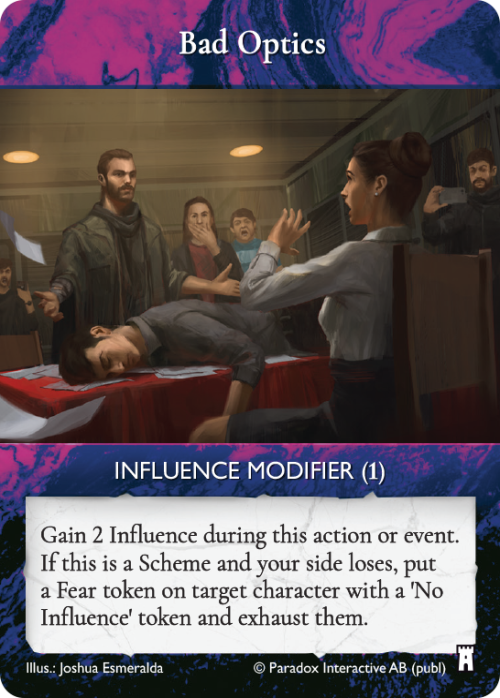 Bad Optics
INFLUENCE MODIFIER (1)
Gain 2 Influence during this action or event.
If this is a Scheme and your side loses, put
a Fear token on target character with a 'No
Influence' token and exhaust them.
Illus.: Joshua Esmeralda © Paradox Interactive AB (publ)